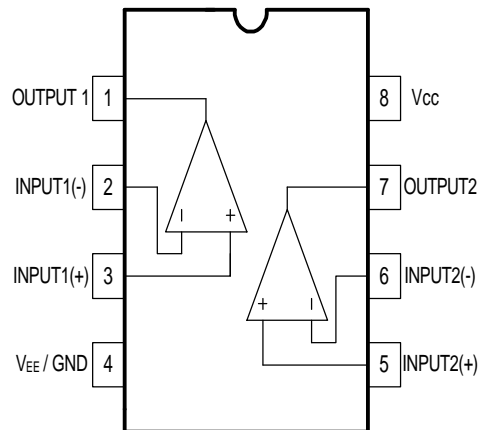 OUTPUT 1 1 8 Vcc
INPUT1(-) 2 7 OUTPUT2
INPUT1(+) 3 6 INPUT2(-)
VEE / GND 4 5 INPUT2(+)